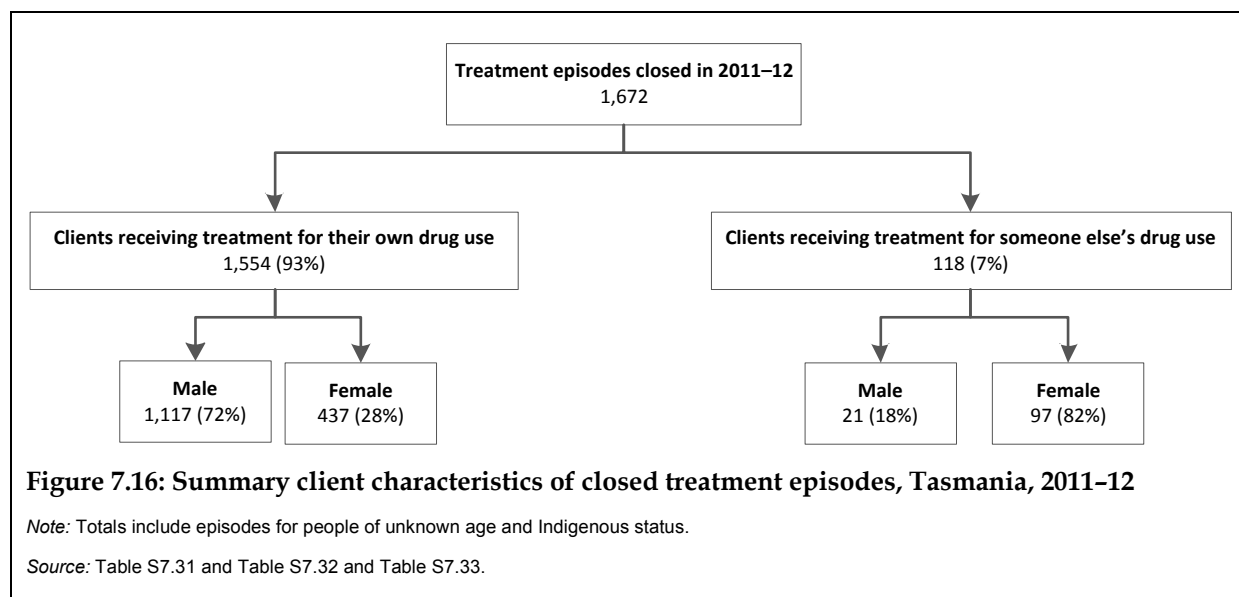 Treatment episodes closed in 2011–12
1,672
Clients receiving treatment for their own drug use
1,554 (93%)
Clients receiving treatment for someone else’s drug use
118 (7%)
Male
1,117 (72%)
Female
437 (28%)
Male
21 (18%)
Female
97 (82%)
Figure 7.16: Summary client characteristics of closed treatment episodes, Tasmania, 2011–12
Note: Totals include episodes for people of unknown age and Indigenous status.
Source: Table S7.31 and Table S7.32 and Table S7.33.